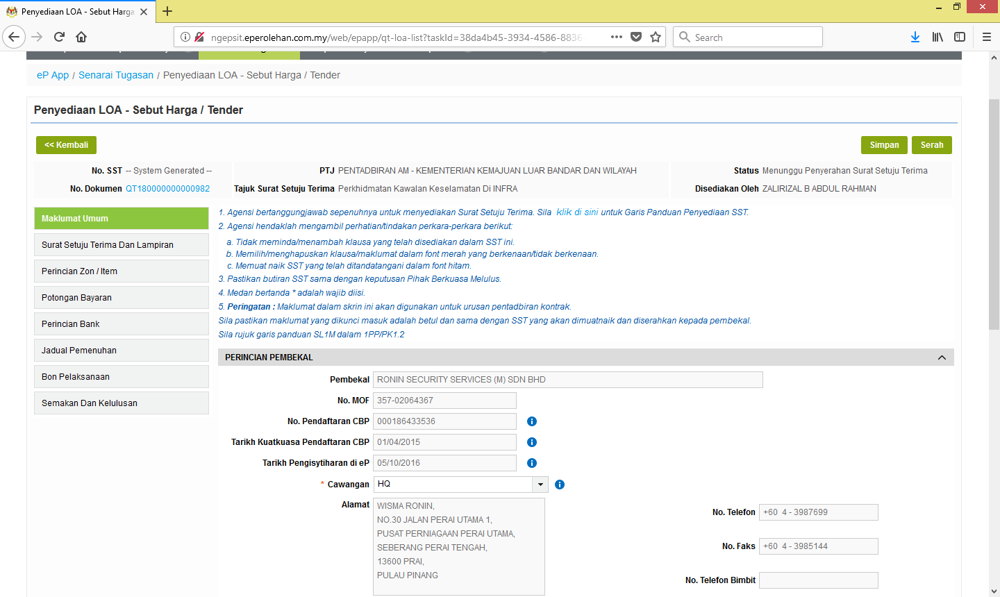 Penyediaan LOA - Sebut Harga
ngepsit.eperolehan.com.my/web/epapp/qt-loa-list?taskId=38da4b45-3934-4586-8836-
Search
eP App / Senarai Tugasan / Penyediaan LOA - Sebut Harga / Tender
Penyediaan LOA - Sebut Harga / Tender
<< Kembali
Simpan
Serah
No. SST -- System Generated --
PTJ PENTADBIRAN AM - KEMENTERIAN KEMAJUAN LUAR BANDAR DAN WILAYAH
Status Menunggu Penyerahan Surat Setuju Terima
No. Dokumen QT180000000000982
Tajuk Surat Setuju Terima Perkhidmatan Kawalan Keselamatan Di INFRA
Disediakan Oleh ZALIRIZAL B ABDUL RAHMAN
Maklumat Umum
Surat Setuju Terima Dan Lampiran
Perincian Zon / Item
Potongan Bayaran
Perincian Bank
Jadual Pemenuhan
Bon Pelaksanaan
Semakan Dan Kelulusan
1. Agensi bertanggungjawab sepenuhnya untuk menyediakan Surat Setuju Terima. Sila klik di sini untuk Garis Panduan Penyediaan SST.
2. Agensi hendaklah mengambil perhatian/tindakan perkara-perkara berikut:
a. Tidak meminda/menambah klausa yang telah disediakan dalam SST ini.
b. Memilih/menghapuskan klausa/maklumat dalam font merah yang berkenaan/tidak berkenaan.
c. Memuat naik SST yang telah ditandatangani dalam font hitam.
3. Pastikan butiran SST sama dengan keputusan Pihak Berkuasa Melulus.
4. Medan bertanda * adalah wajib diisi.
5. Peringatan : Maklumat dalam skrin ini akan digunakan untuk urusan pentadbiran kontrak.
Sila pastikan maklumat yang dikunci masuk adalah betul dan sama dengan SST yang akan dimuatnaik dan diserahkan kepada pembekal.
Sila rujuk garis panduan SL1M dalam 1PP/PK1.2
PERINCIAN PEMBEKAL
Pembekal RONIN SECURITY SERVICES (M) SDN BHD
No. MOF 357-02064367
No. Pendaftaran CBP 000186433536
Tarikh Kuatkuasa Pendaftaran CBP 01/04/2015
Tarikh Pengisytiharan di eP 05/10/2016
* Cawangan HQ
Alamat WISMA RONIN,
NO.30 JALAN PERAI UTAMA 1,
PUSAT PERNIAGAAN PERAI UTAMA,
SEBERANG PERAI TENGAH,
13600 PRAI,
PULAU PINANG
No. Telefon +60 4 - 3987699
No. Faks +60 4 - 3985144
No. Telefon Bimbit